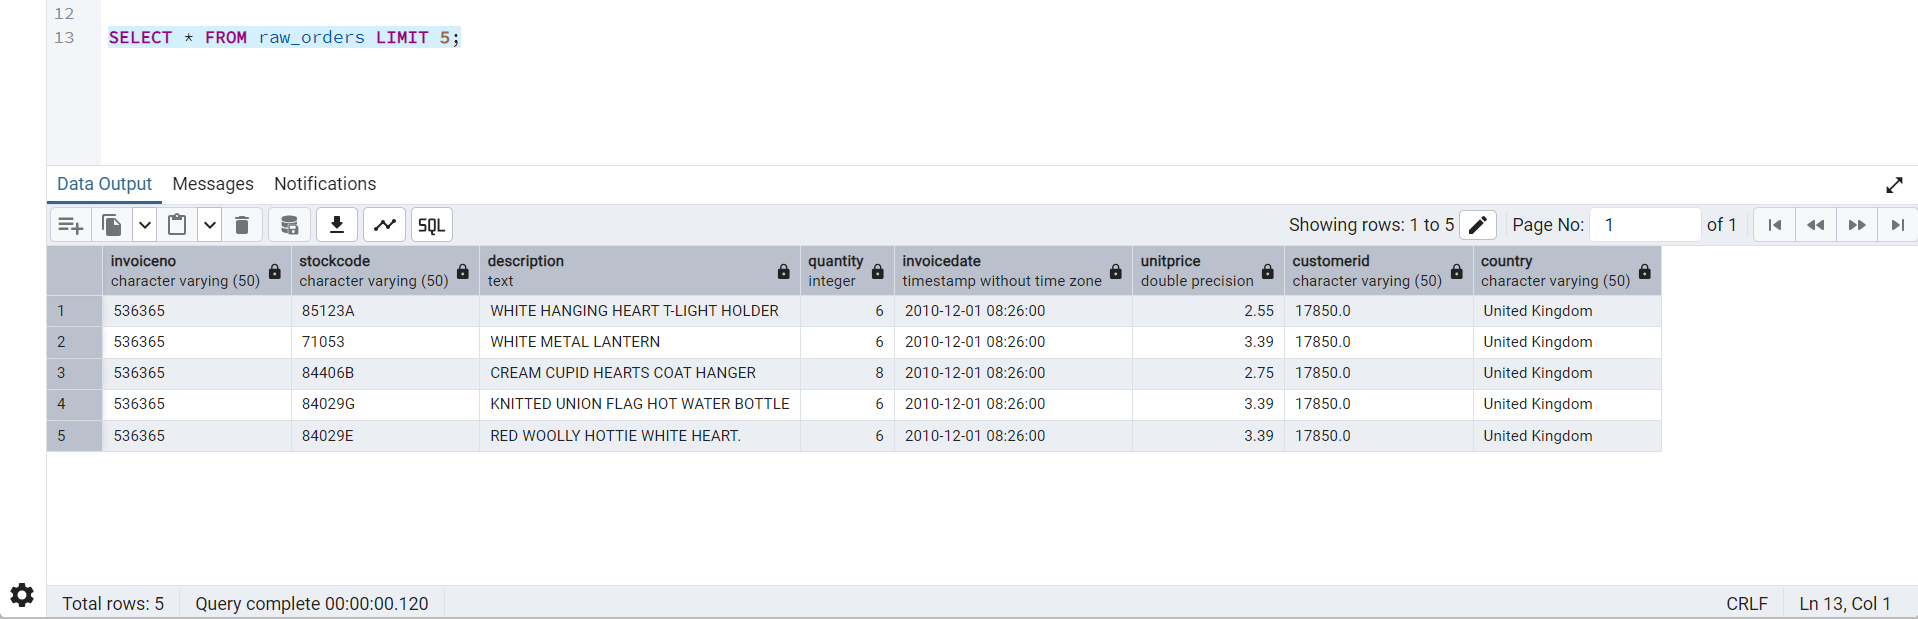 12
13 SELECT * FROM raw_orders LIMIT 5;
Data Output Messages Notifications
SQL Showing rows: 1 to 5 Page No: 1 of 1
invoiceno stockcode description quantity invoicedate unitprice customerid country
character varying (50) character varying (50) text integer timestamp without time zone double precision character varying (50) character varying (50)
1 536365 85123A WHITE HANGING HEART T-LIGHT HOLDER 6 2010-12-01 08:26:00 2.55 17850.0 United Kingdom
2 536365 71053 WHITE METAL LANTERN 6 2010-12-01 08:26:00 3.39 17850.0 United Kingdom
3 536365 84406B CREAM CUPID HEARTS COAT HANGER 8 2010-12-01 08:26:00 2.75 17850.0 United Kingdom
4 536365 84029G KNITTED UNION FLAG HOT WATER BOTTLE 6 2010-12-01 08:26:00 3.39 17850.0 United Kingdom
5 536365 84029E RED WOOLLY HOTTIE WHITE HEART. 6 2010-12-01 08:26:00 3.39 17850.0 United Kingdom
Total rows: 5 Query complete 00:00:00.120 CRLF Ln 13, Col 1